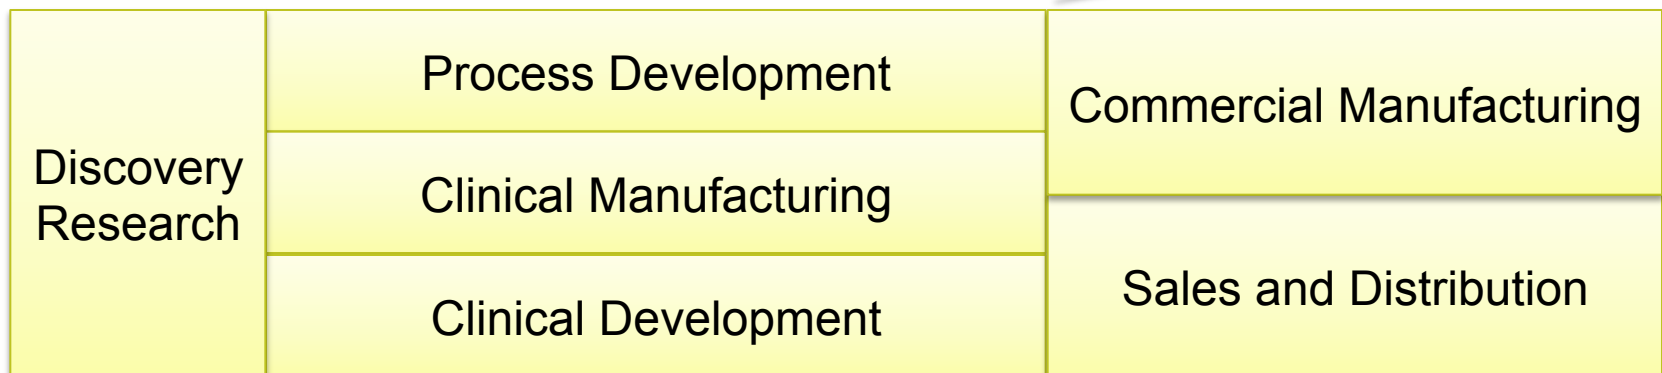 Discovery
Research
Process Development
Clinical Manufacturing
Clinical Development
Commercial Manufacturing
Sales and Distribution